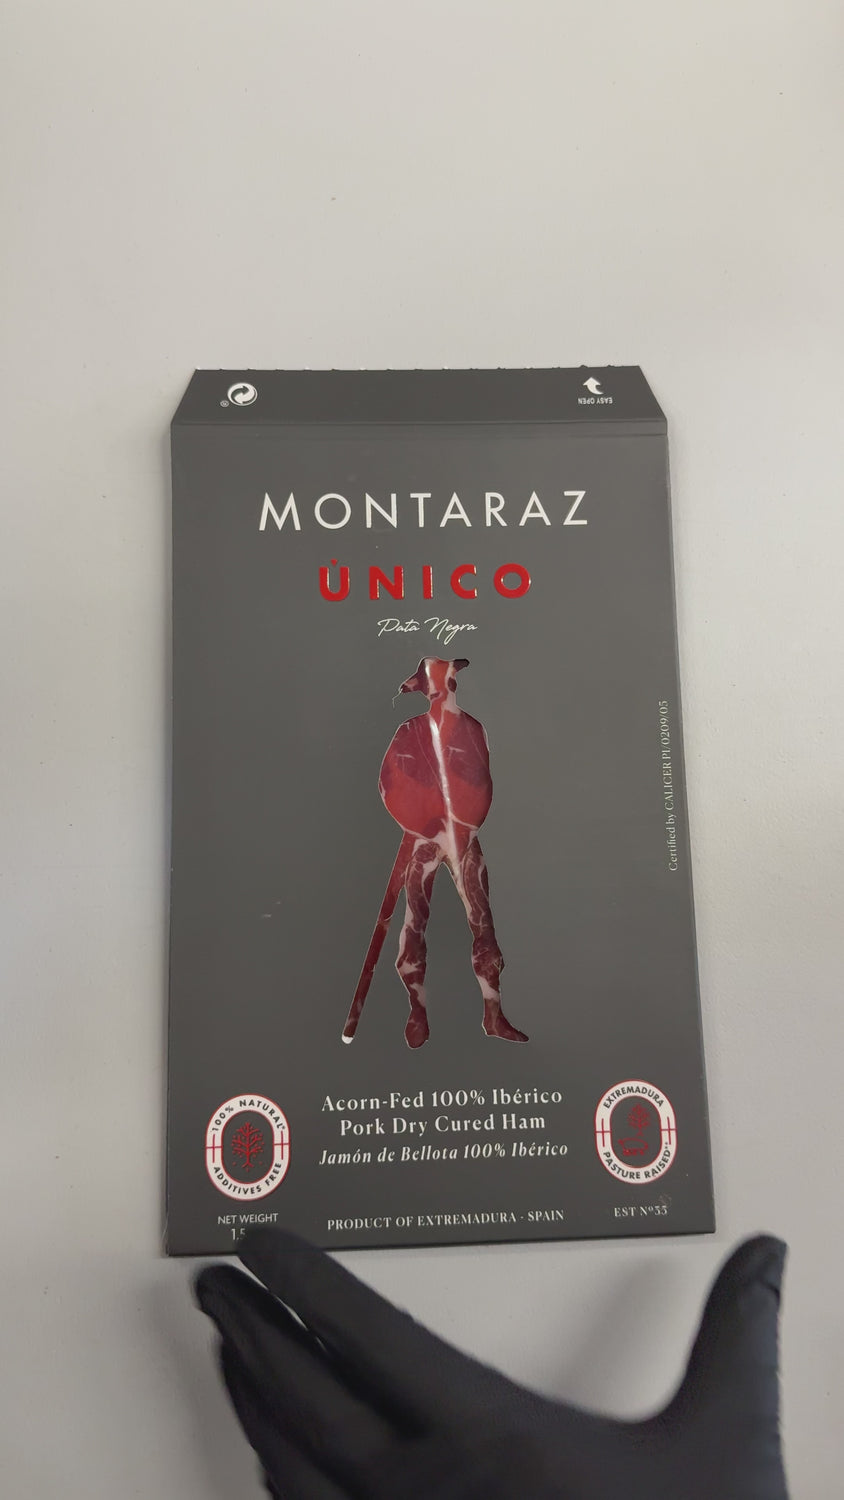 EASY OPEN
MONTARAZ
ÚNICO
Pata Negra
Certified by CALICER PI/0209/05
100% NATURAL*
ADDITIVES FREE
Acorn-Fed 100% Ibérico
Pork Dry Cured Ham
Jamón de Bellota 100% Ibérico
EXTREMADURA
PASTURE RAISED*
NET WEIGHT
PRODUCT OF EXTREMADURA - SPAIN
EST Nº33